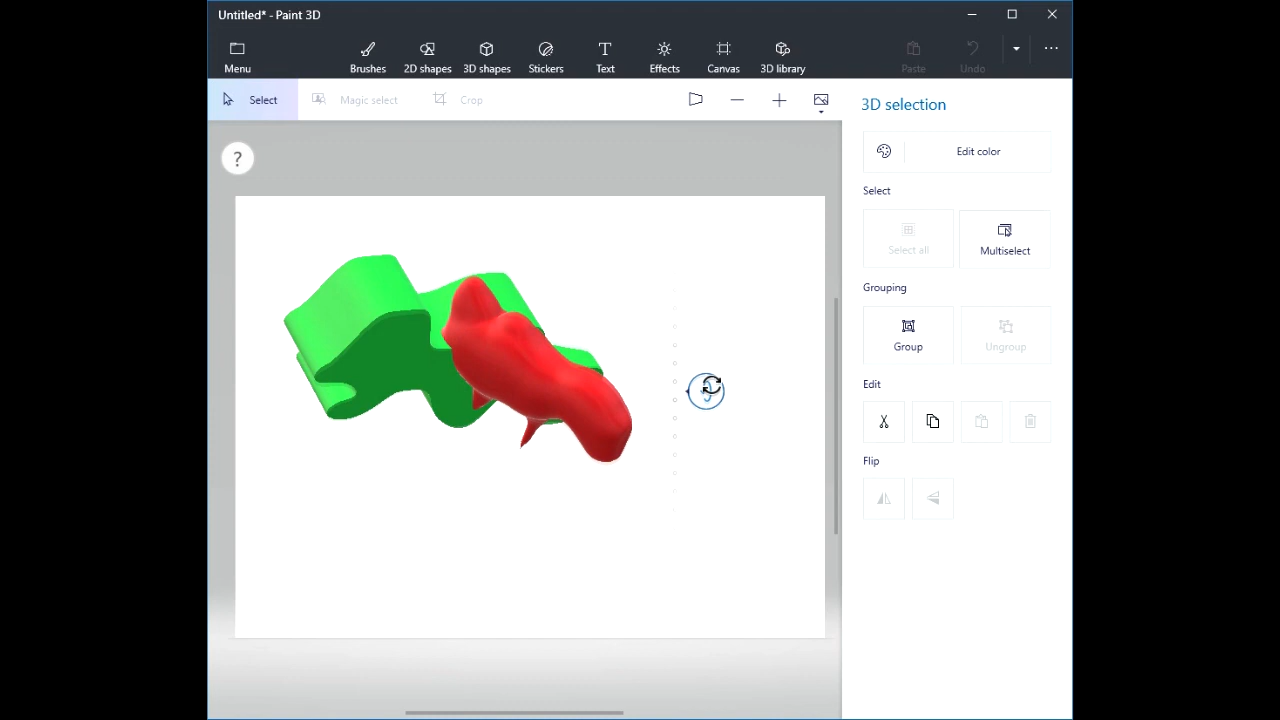 Untitled* - Paint 3D
Menu
Brushes
2D shapes
3D shapes
Stickers
Text
Effects
Canvas
3D library
Paste
Undo
Select
Magic select
Crop
3D selection
?
Edit color
Select
Select all
Multiselect
Grouping
Group
Ungroup
Edit
Flip